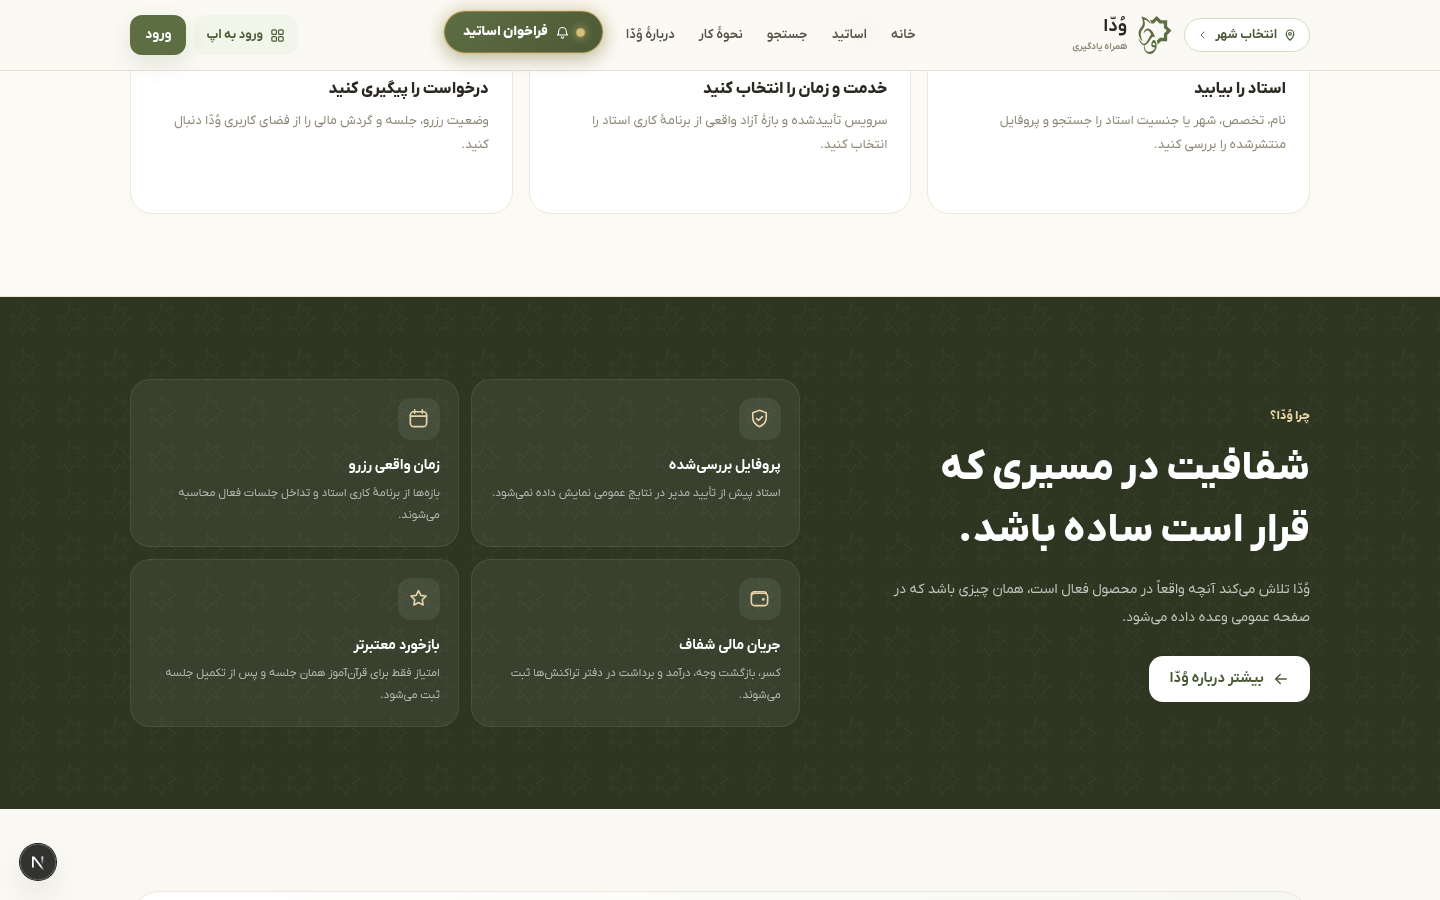 انتخاب شهر
وُدّا
همراه یادگیری
خانه
اساتید
جستجو
نحوهٔ کار
دربارهٔ وُدّا
فراخوان اساتید
ورود به اپ
ورود
استاد را بیابید
نام، تخصص، شهر یا جنسیت استاد را جستجو و پروفایل
منتشرشده را بررسی کنید.
خدمت و زمان را انتخاب کنید
سرویس تأییدشده و بازهٔ آزاد واقعی از برنامهٔ کاری استاد را
انتخاب کنید.
درخواست را پیگیری کنید
وضعیت رزرو، جلسه و گردش مالی را از فضای کاربری وُدّا دنبال
کنید.
چرا وُدّا؟
شفافیت در مسیری که
قرار است ساده باشد.
وُدّا تلاش می‌کند آنچه واقعاً در محصول فعال است، همان چیزی باشد که در
صفحه عمومی وعده داده می‌شود.
بیشتر درباره وُدّا
پروفایل بررسی‌شده
استاد پیش از تأیید مدیر در نتایج عمومی نمایش داده نمی‌شود.
زمان واقعی رزرو
بازه‌ها از برنامهٔ کاری استاد و تداخل جلسات فعال محاسبه
می‌شوند.
جریان مالی شفاف
کسر، بازگشت وجه، درآمد و برداشت در دفتر تراکنش‌ها ثبت
می‌شوند.
بازخورد معتبرتر
امتیاز فقط برای قرآن‌آموز همان جلسه و پس از تکمیل جلسه
ثبت می‌شود.
N